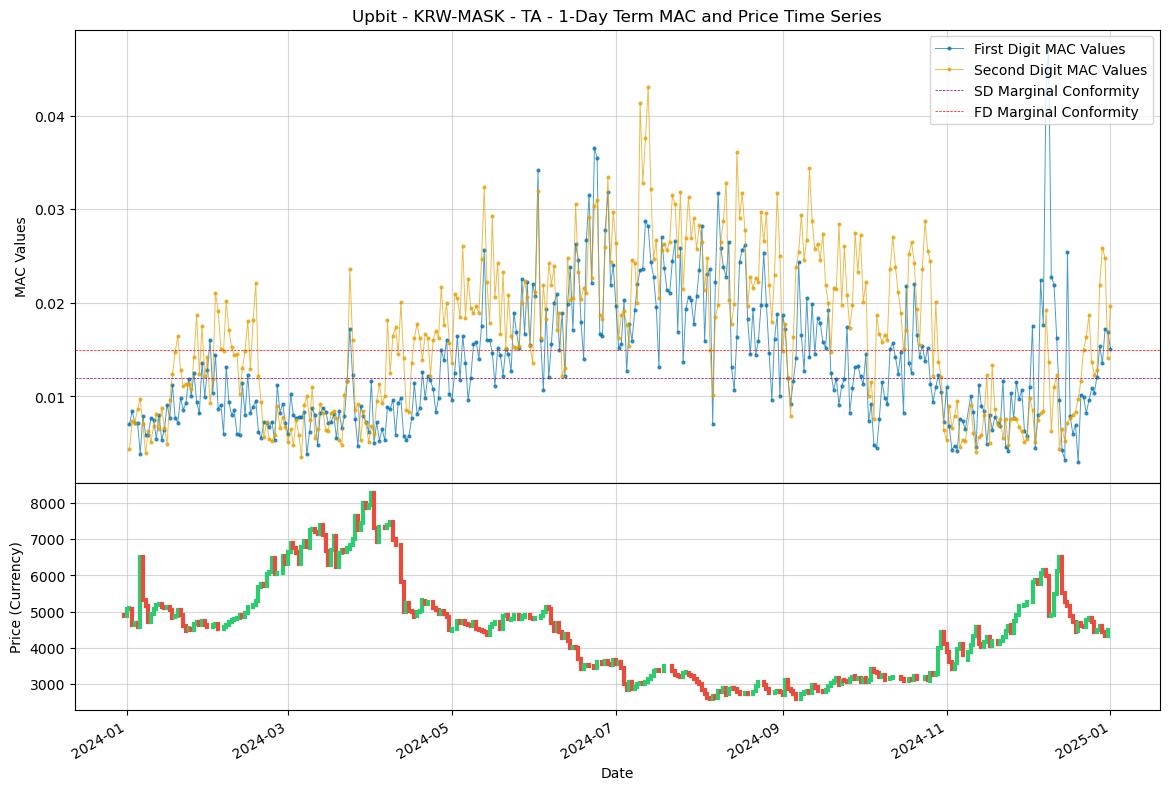 Upbit - KRW-MASK - TA - 1-Day Term MAC and Price Time Series
First Digit MAC Values
Second Digit MAC Values
SD Marginal Conformity
FD Marginal Conformity
MAC Values
0.04
0.03
0.02
0.01
Price (Currency)
8000
7000
6000
5000
4000
3000
2024-01
2024-03
2024-05
2024-07
2024-09
2024-11
2025-01
Date